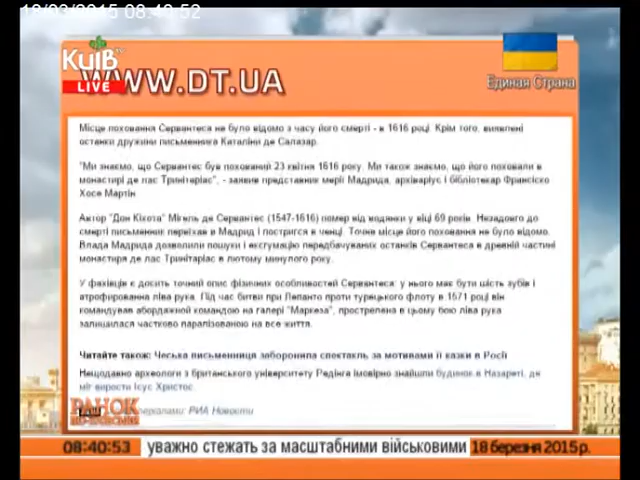 18/03/2015 08:40:52
КиЇВ TV
LIVE
WWW.DT.UA
Единая Страна
Місце поховання Сервантеса не було відомо з часу його смерті - в 1616 році. Крім того, виявлені
останки дружини письменника Каталіни де Салазар.
"Ми знаємо, що Сервантес був похований 23 квітня 1616 року. Ми також знаємо, що його поховали в
монастирі де лас Тринітаріас", - заявив представник мерії Мадрида, архіваріус і бібліотекар Франсіско
Хосе Мартін.
Автор "Дон Кіхота" Мігель де Сервантес (1547-1616) помер від водянки у віці 69 років. Незадовго до
смерті письменник переїхав в Мадрид і постригся в ченці. Точне місце його поховання не було відомо.
Влада Мадрида дозволили пошуки і ексгумацію передбачуваних останків Сервантеса в древній частині
монастиря де лас Тринітаріас в лютому минулого року.
У фахівців є досить точний опис фізичних особливостей Сервантеса: у нього має бути шість зубів і
атрофированная ліва рука. Під час битви при Лепанто проти турецького флоту в 1571 році він
командував абордажной командою на галері "Маркеза", прострелена в цьому бою ліва рука
залишилася частково паралізованою на все життя.
Читайте також: Чеська письменниця заборонила спектакль за мотивами її казки в Росії
Нещодавно археологи з британського університету Редінга імовірно знайшли будинок в Назареті, де
міг вирости Ісус Христос.
РАНОК
матеріалами: РИА Новости
08:40:53 уважно стежать за масштабними військовими 18 березня 2015 р.